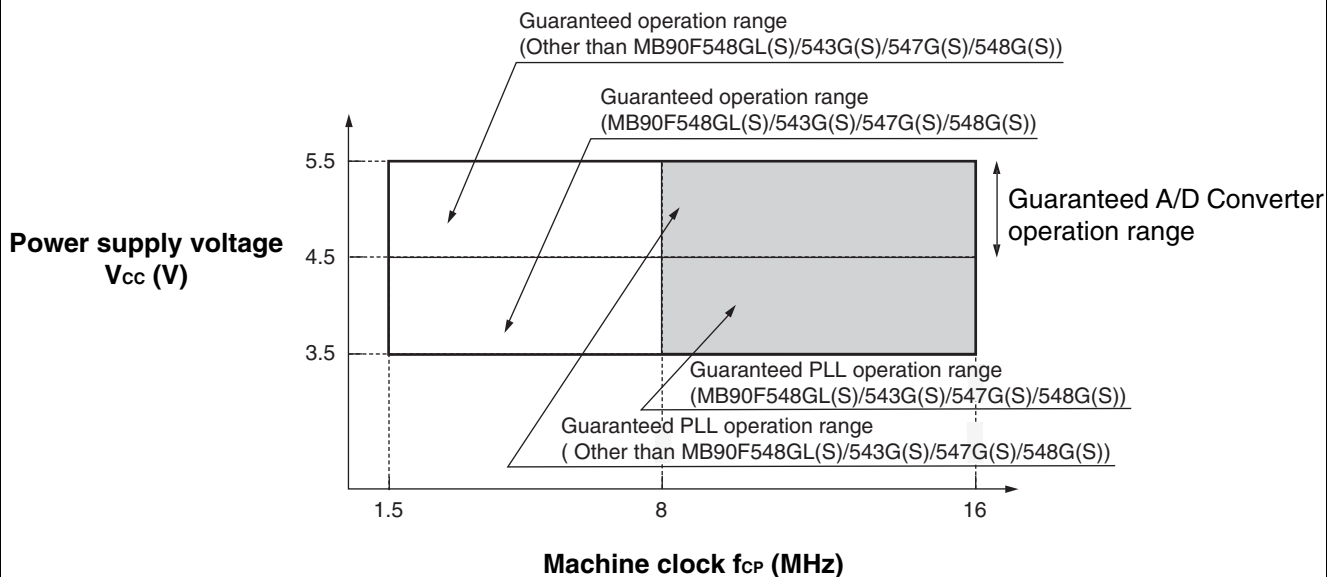 Guaranteed operation range
(Other than MB90F548GL(S)/543G(S)/547G(S)/548G(S))
Guaranteed operation range
(MB90F548GL(S)/543G(S)/547G(S)/548G(S))
5.5
Guaranteed A/D Converter
operation range
Power supply voltage
VCC (V)
4.5
3.5
Guaranteed PLL operation range
(MB90F548GL(S)/543G(S)/547G(S)/548G(S))
Guaranteed PLL operation range
( Other than MB90F548GL(S)/543G(S)/547G(S)/548G(S))
1.5
8
16
Machine clock fCP (MHz)